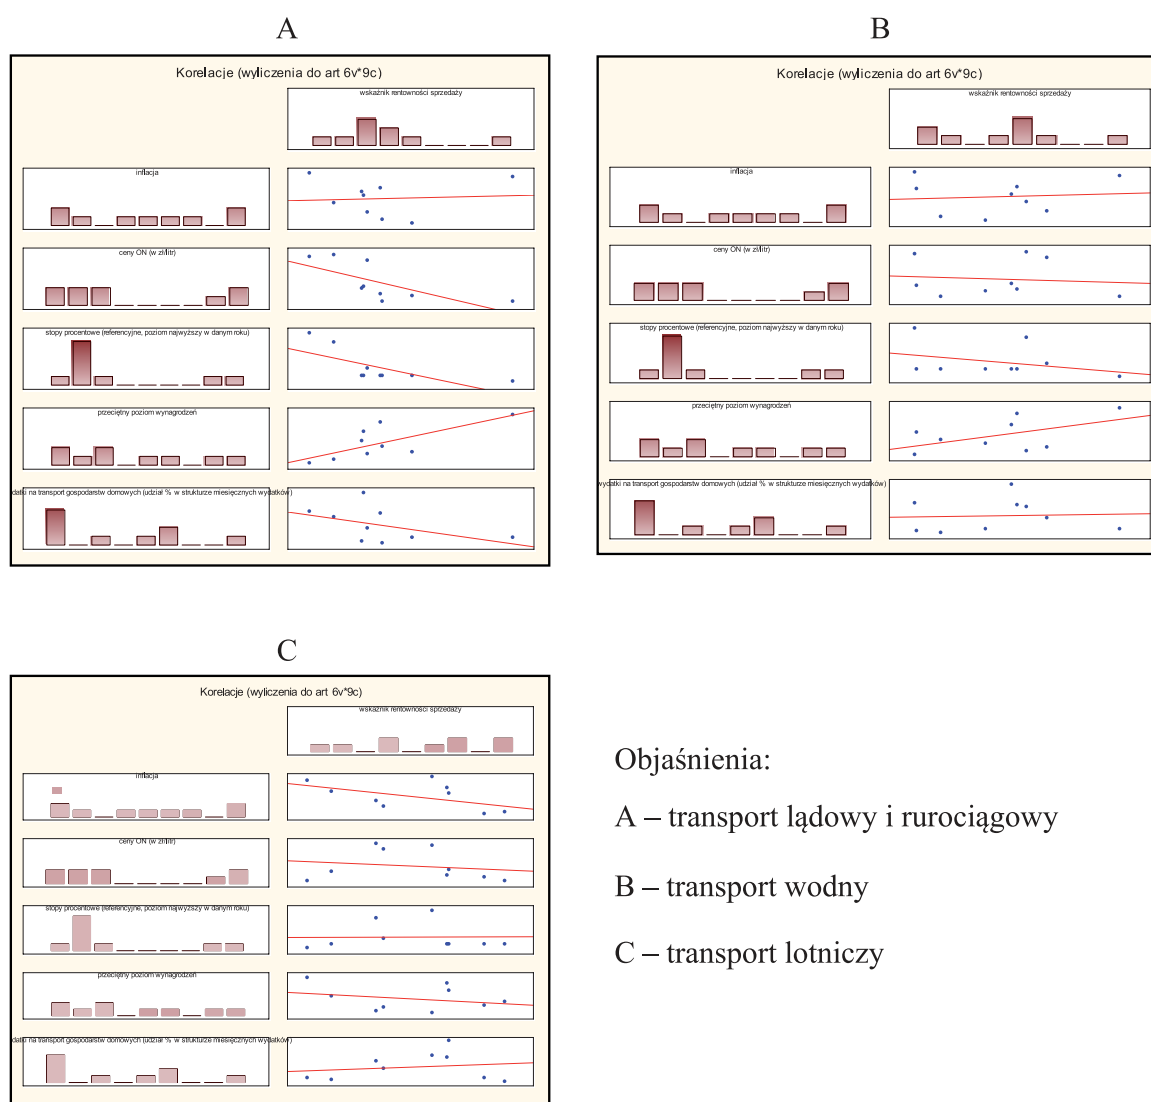 A
Korelacje (wyliczenia do art 6v*9c)
wskaźnik rentowności sprzedaży
inflacja
ceny ON (w zł/litr)
stopy procentowe (referencyjne, poziom najwyższy w danym roku)
przeciętny poziom wynagrodzeń
datki na transport gospodarstw domowych (udział % w strukturze miesięcznych wydatków)
B
Korelacje (wyliczenia do art 6v*9c)
wskaźnik rentowności sprzedaży
inflacja
ceny ON (w zł/litr)
stopy procentowe (referencyjne, poziom najwyższy w danym roku)
przeciętny poziom wynagrodzeń
wydatki na transport gospodarstw domowych (udział % w strukturze miesięcznych wydatków)
C
Korelacje (wyliczenia do art 6v*9c)
wskaźnik rentowności sprzedaży
inflacja
ceny ON (w zł/litr)
stopy procentowe (referencyjne, poziom najwyższy w danym roku)
przeciętny poziom wynagrodzeń
datki na transport gospodarstw domowych (udział % w strukturze miesięcznych wydatków)
Objaśnienia:
A – transport lądowy i rurociągowy
B – transport wodny
C – transport lotniczy